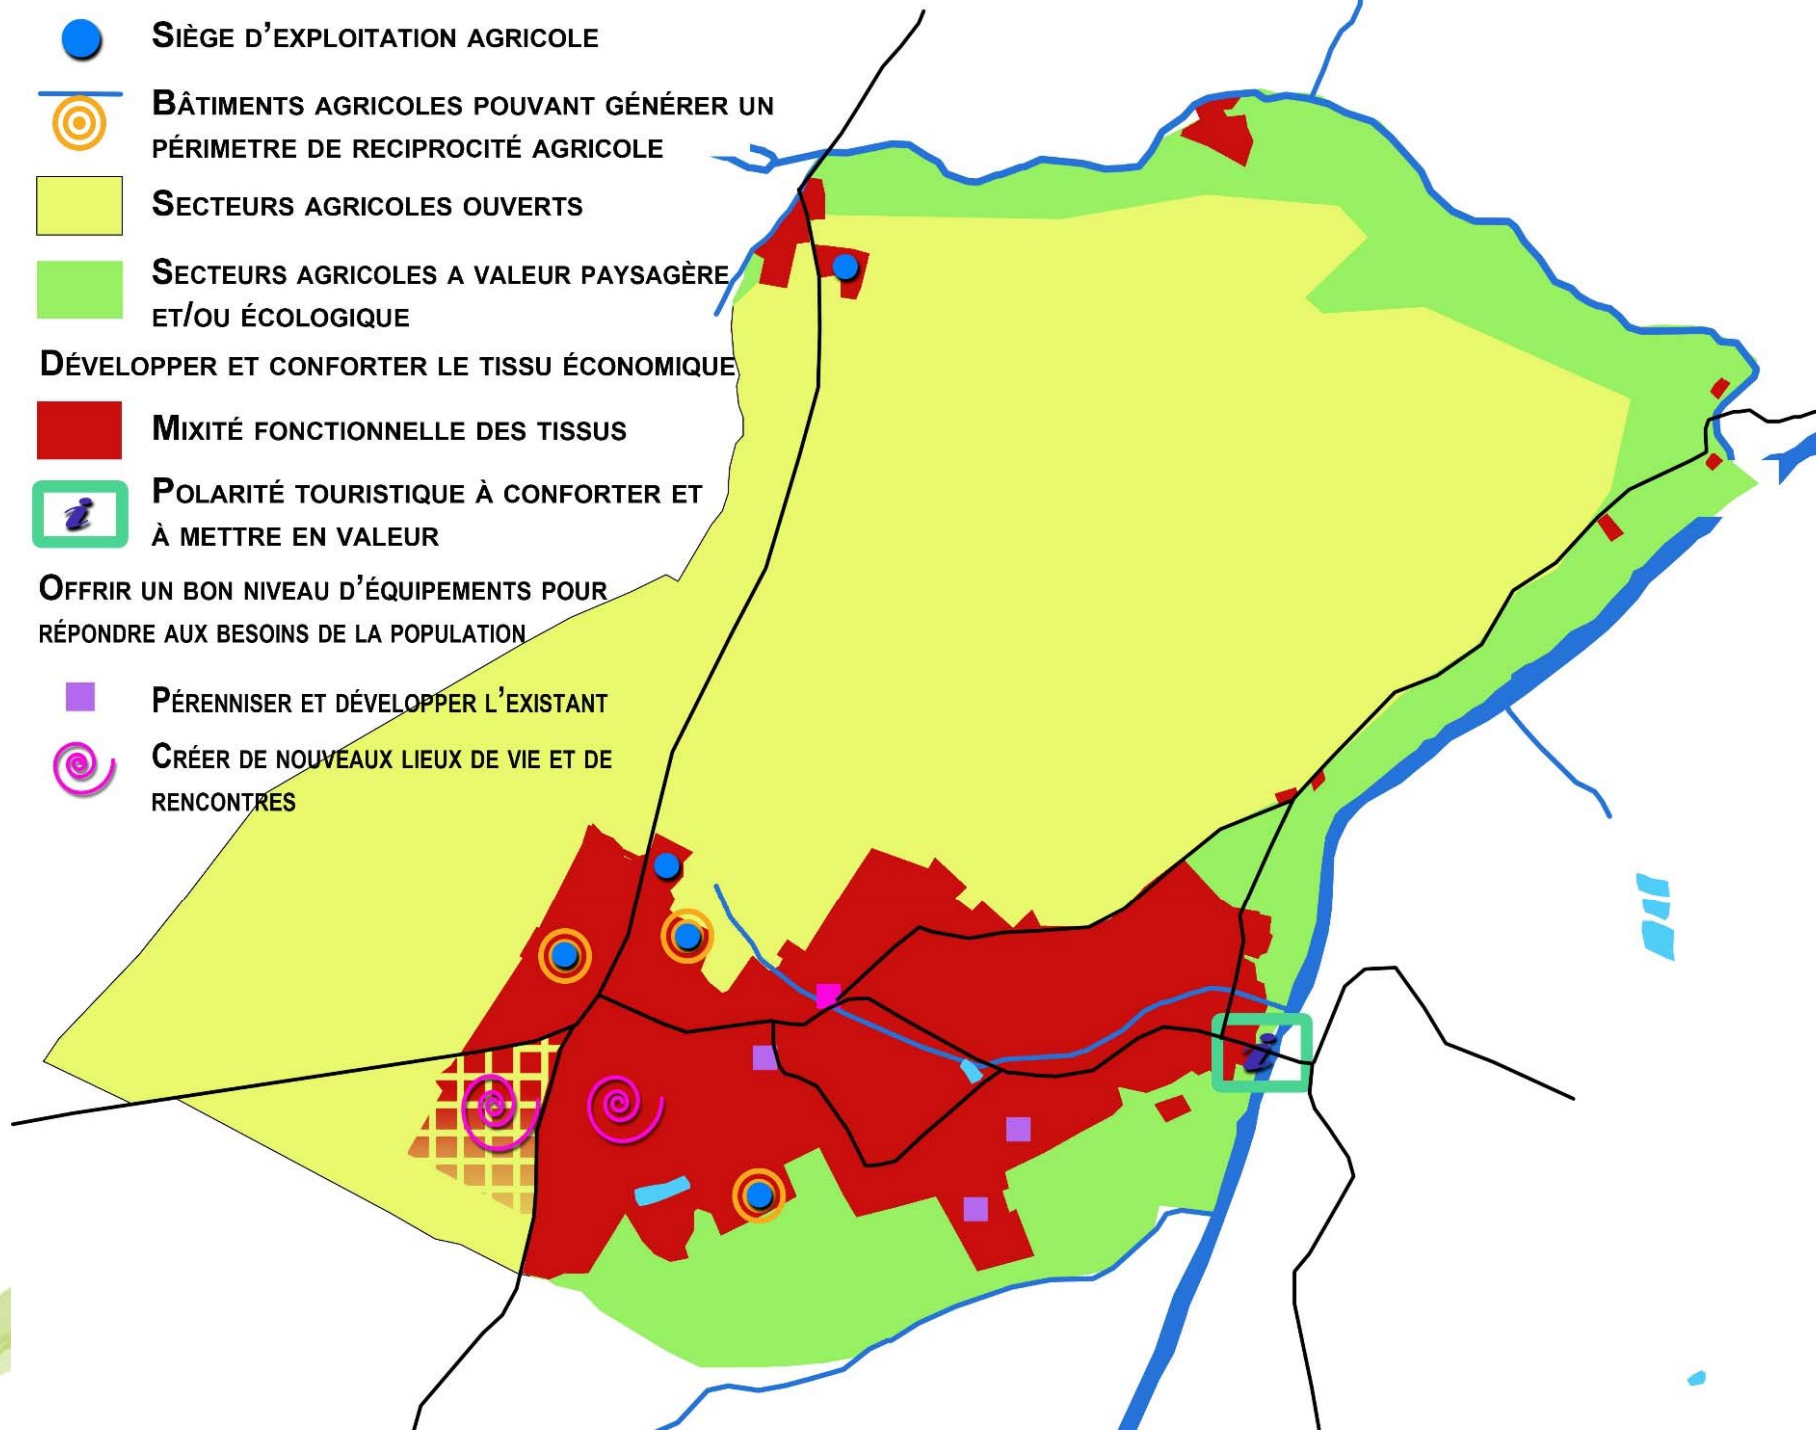 Siège d'exploitation agricole
Bâtiments agricoles pouvant générer un
périmetre de reciprocité agricole
Secteurs agricoles ouverts
Secteurs agricoles a valeur paysagère
et/ou écologique
Développer et conforter le tissu économique
Mixité fonctionnelle des tissus
i
Polarité touristique à conforter et
à mettre en valeur
Offrir un bon niveau d'équipements pour
répondre aux besoins de la population
Pérenniser et développer l'existant
Créer de nouveaux lieux de vie et de
rencontres
i